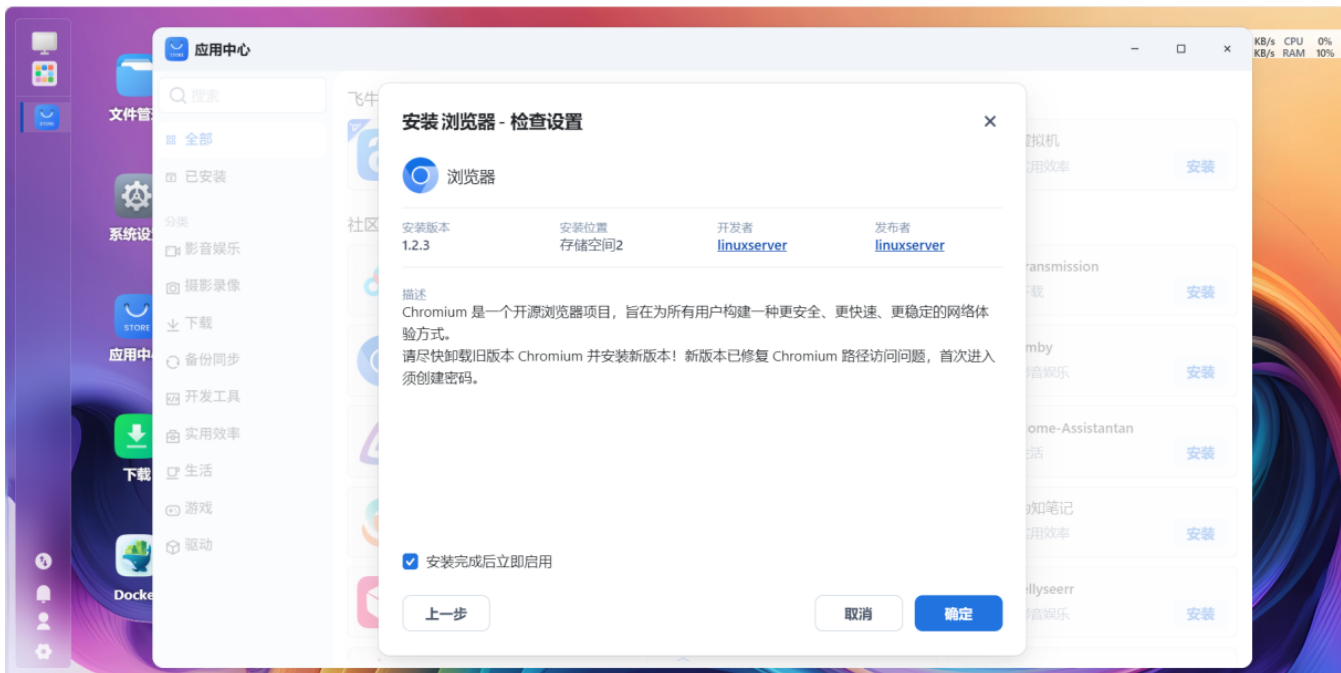 应用中心
KB/s CPU 0%
KB/s RAM 10%
搜索
全部
已安装
分类
影音娱乐
摄影录像
下载
备份同步
开发工具
实用效率
生活
游戏
驱动
文件管
系统设
STORE
应用中
下载
Docke
飞牛
社区
安装 浏览器 - 检查设置
浏览器
安装版本
1.2.3
安装位置
存储空间2
开发者
linuxserver
发布者
linuxserver
描述
Chromium 是一个开源浏览器项目，旨在为所有用户构建一种更安全、更快速、更稳定的网络体
验方式。
请尽快卸载旧版本 Chromium 并安装新版本！新版本已修复 Chromium 路径访问问题，首次进入
须创建密码。
安装完成后立即启用
上一步
取消
确定
拟机
用效率
安装
ransmission
载
安装
mby
音娱乐
安装
ome-Assistantan
活
安装
知笔记
用效率
安装
ellyseerr
音娱乐
安装